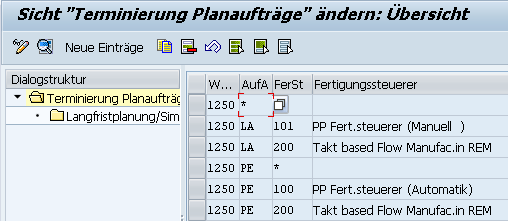 Sicht "Terminierung Planaufträge" ändern: Übersicht
Neue Einträge
Dialogstruktur
Terminierung Planaufträg
Langfristplanung/Sim
W... AufA FerSt Fertigungssteuerer
1250 *
1250 LA 101 PP Fert.steuerer (Manuell )
1250 LA 200 Takt based Flow Manufac.in REM
1250 PE *
1250 PE 100 PP Fert.steuerer (Automatik)
1250 PE 200 Takt based Flow Manufac.in REM